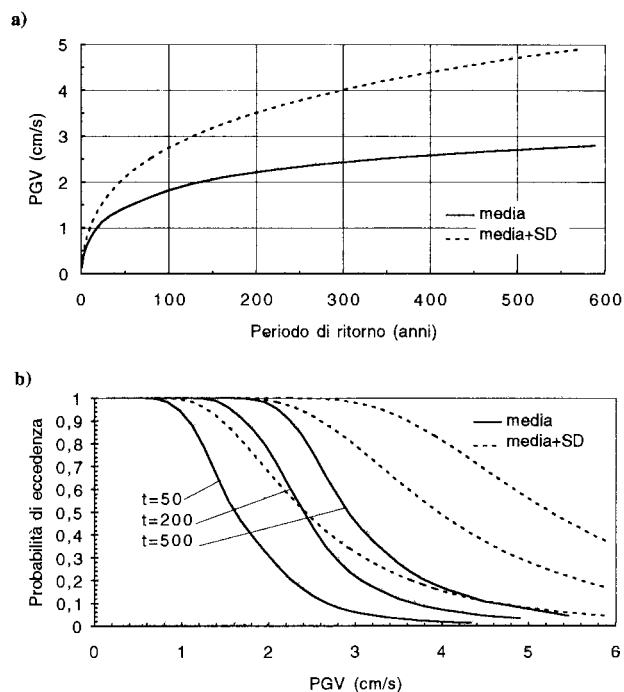 a)
5
4
3
2
1
0
PGV (cm/s)
media
media+SD
0 100 200 300 400 500 600
Periodo di ritorno (anni)
b)
1
0,9
0,8
0,7
0,6
0,5
0,4
0,3
0,2
0,1
0
Probabilità di eccedenza
media
media+SD
t=50
t=200
t=500
0 1 2 3 4 5 6
PGV (cm/s)